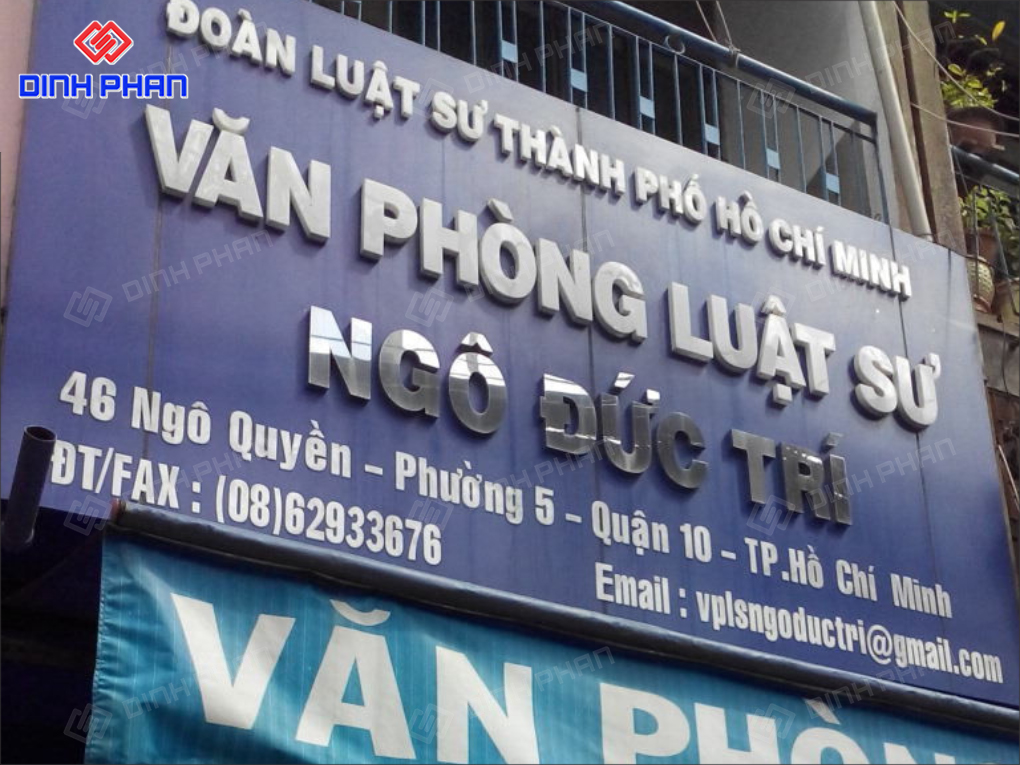 DINH PHAN
ĐOÀN LUẬT SƯ THÀNH PHỐ HỒ CHÍ MINH
VĂN PHÒNG LUẬT SƯ
NGÔ ĐỨC TRÍ
46 Ngô Quyền – Phường 5 – Quận 10 – TP.Hồ Chí Minh
ĐT/FAX : (08)62933676
Email : vplsngoductri@gmail.com
VĂN PHÒN